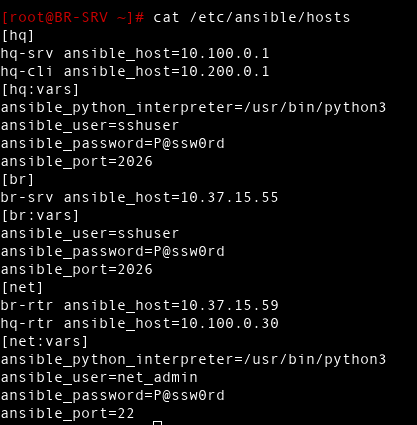 [root@BR-SRV ~]# cat /etc/ansible/hosts
[hq]
hq-srv ansible_host=10.100.0.1
hq-cli ansible_host=10.200.0.1
[hq:vars]
ansible_python_interpreter=/usr/bin/python3
ansible_user=sshuser
ansible_password=P@ssw0rd
ansible_port=2026
[br]
br-srv ansible_host=10.37.15.55
[br:vars]
ansible_user=sshuser
ansible_password=P@ssw0rd
ansible_port=2026
[net]
br-rtr ansible_host=10.37.15.59
hq-rtr ansible_host=10.100.0.30
[net:vars]
ansible_python_interpreter=/usr/bin/python3
ansible_user=net_admin
ansible_password=P@ssw0rd
ansible_port=22